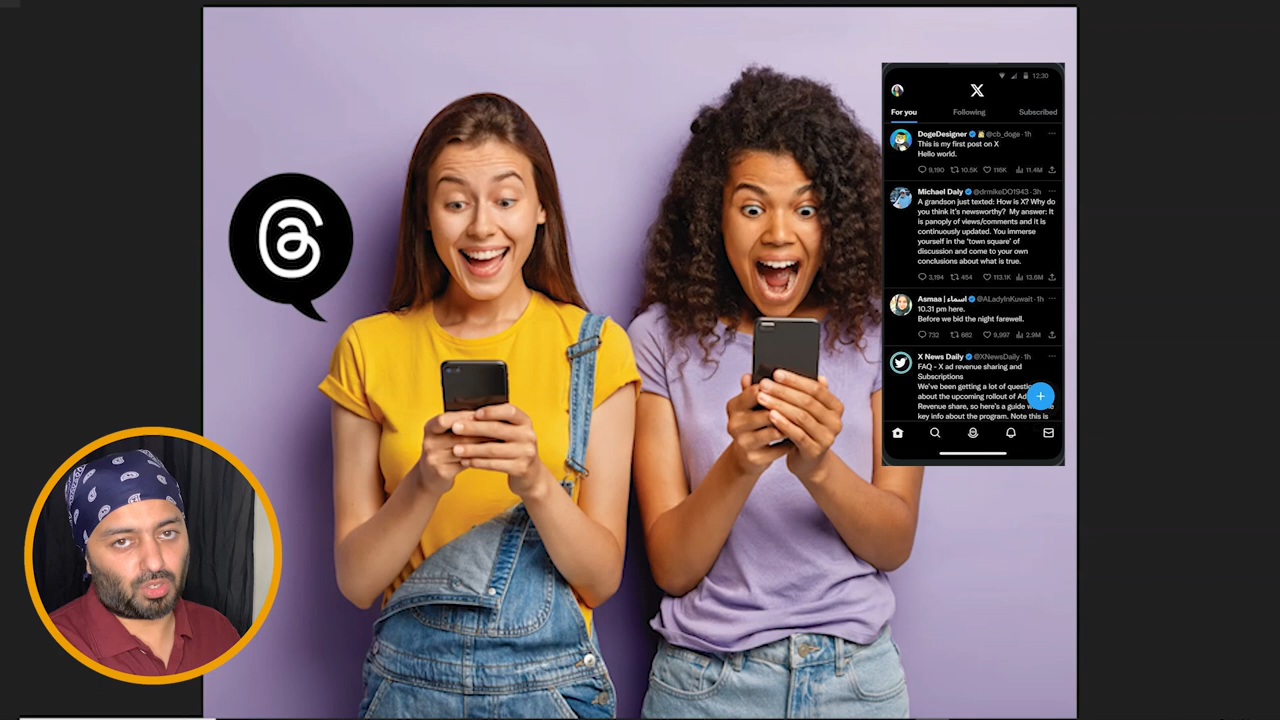 12:30
X
For you Following Subscribed
DogeDesigner @cb_doge · 1h
This is my first post on X
Hello world.
9,190 10.5K 116K 11.4M
Michael Daly @drmikeDO1943 · 3h
A grandson just texted: How is X? Why do
you think it's newsworthy? My answer: It
is panoply of views/comments and it is
continuously updated. You immerse
yourself in the 'town square' of
discussion and come to your own
conclusions about what is true.
3,194 454 113.1K 13.6M
Asmaa | اسماء @ALadyInKuwait · 1h
10.31 pm here.
Before we bid the night farewell.
732 662 9,997 2.9M
X News Daily @XNewsDaily · 1h
FAQ - X ad revenue sharing and
Subscriptions
We've been getting a lot of
about the upcoming rollout of Ad
Revenue share, so here's a guide
key info about the program. Note this is